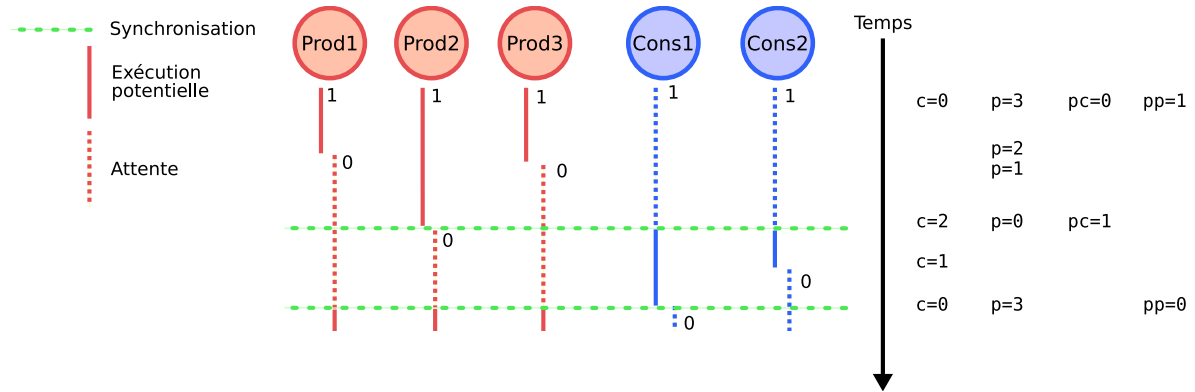 Synchronisation
Exécution
potentielle
Attente
Prod1 Prod2 Prod3 Cons1 Cons2
Temps
1 1 1 1 1
c=0 p=3 pc=0 pp=1
p=2
0 0 p=1
c=2 p=0 pc=1
0
c=1
0
c=0 p=3 pp=0
0